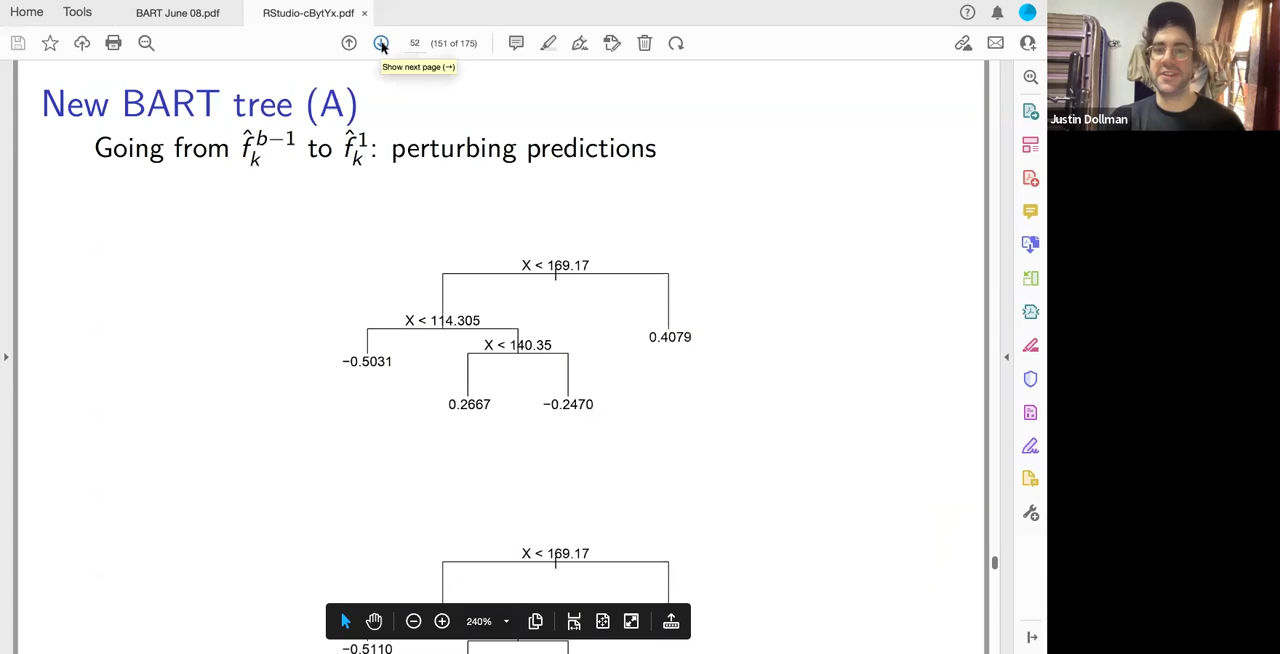 Home Tools BART June 08.pdf RStudio-cBytYx.pdf ×
52 (151 of 175)
Show next page (→)
Justin Dollman
New BART tree (A)
Going from f̂ₖᵇ⁻¹ to f̂ₖ¹: perturbing predictions
X < 169.17
X < 114.305
0.4079
X < 140.35
−0.5031
0.2667 −0.2470
X < 169.17
240%
−0.5110